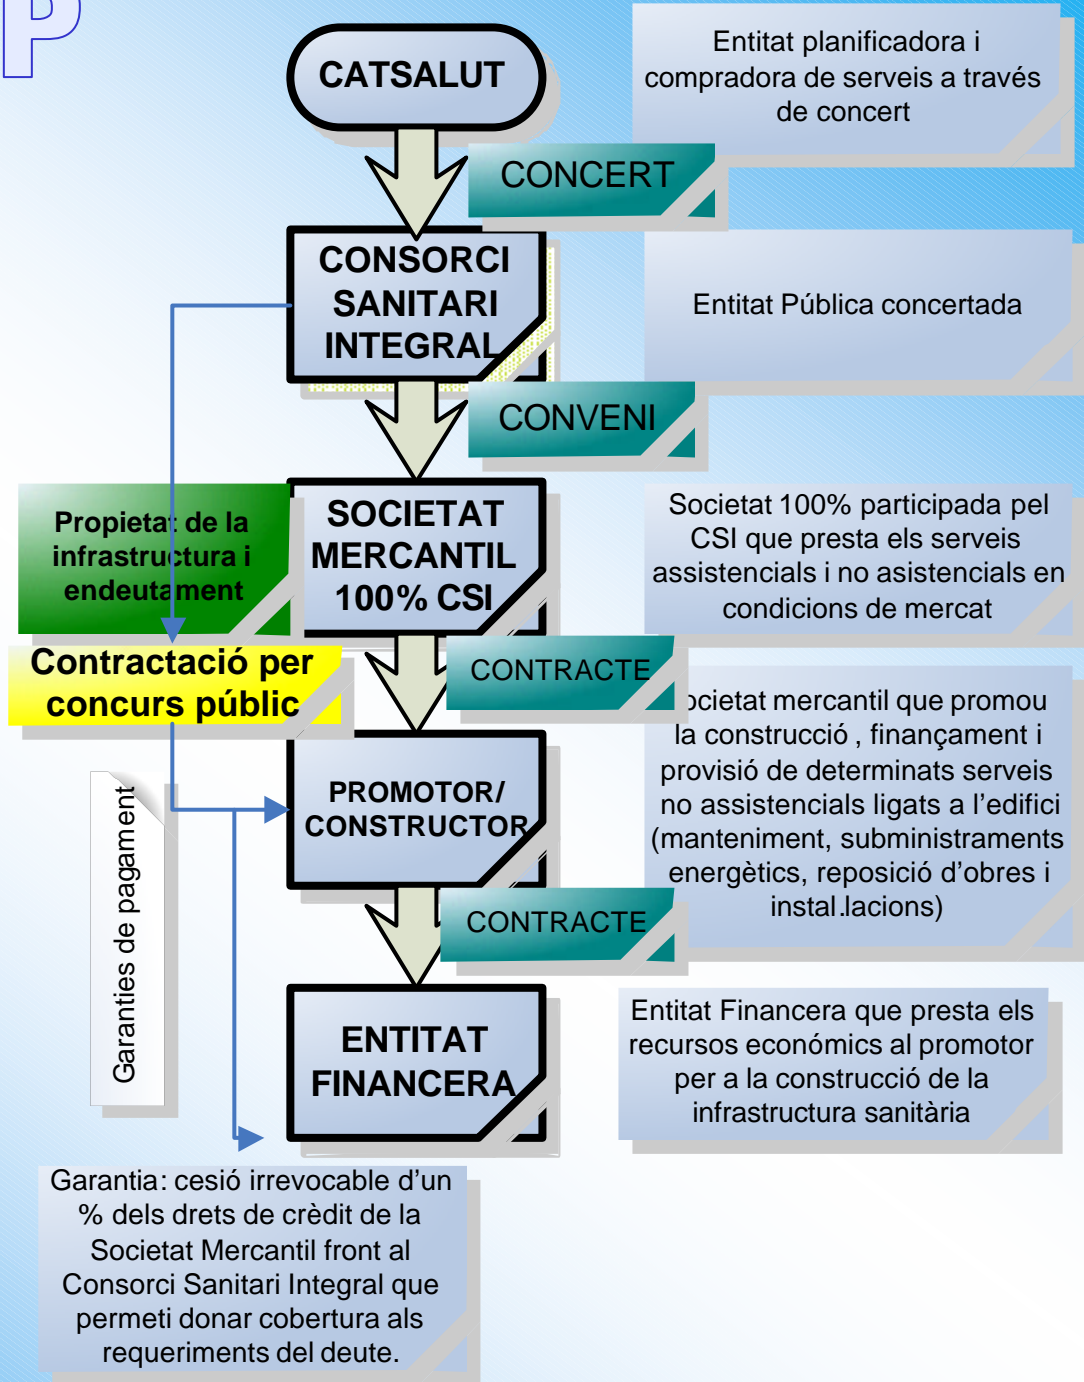 P
CATSALUT
Entitat planificadora i
compradora de serveis a través
de concert
CONCERT
CONSORCI
SANITARI
INTEGRAL
Entitat Pública concertada
CONVENI
Propietat de la
infrastructura i
endeutament
SOCIETAT
MERCANTIL
100% CSI
Societat 100% participada pel
CSI que presta els serveis
assistencials i no asistencials en
condicions de mercat
Contractació per
concurs públic
CONTRACTE
Societat mercantil que promou
la construcció , finançament i
provisió de determinats serveis
no assistencials ligats a l’edifici
(manteniment, subministraments
energètics, reposició d’obres i
instal.lacions)
PROMOTOR/
CONSTRUCTOR
Garanties de pagament
CONTRACTE
ENTITAT
FINANCERA
Entitat Financera que presta els
recursos económics al promotor
per a la construcció de la
infrastructura sanitària
Garantia: cesió irrevocable d’un
% dels drets de crèdit de la
Societat Mercantil front al
Consorci Sanitari Integral que
permeti donar cobertura als
requeriments del deute.